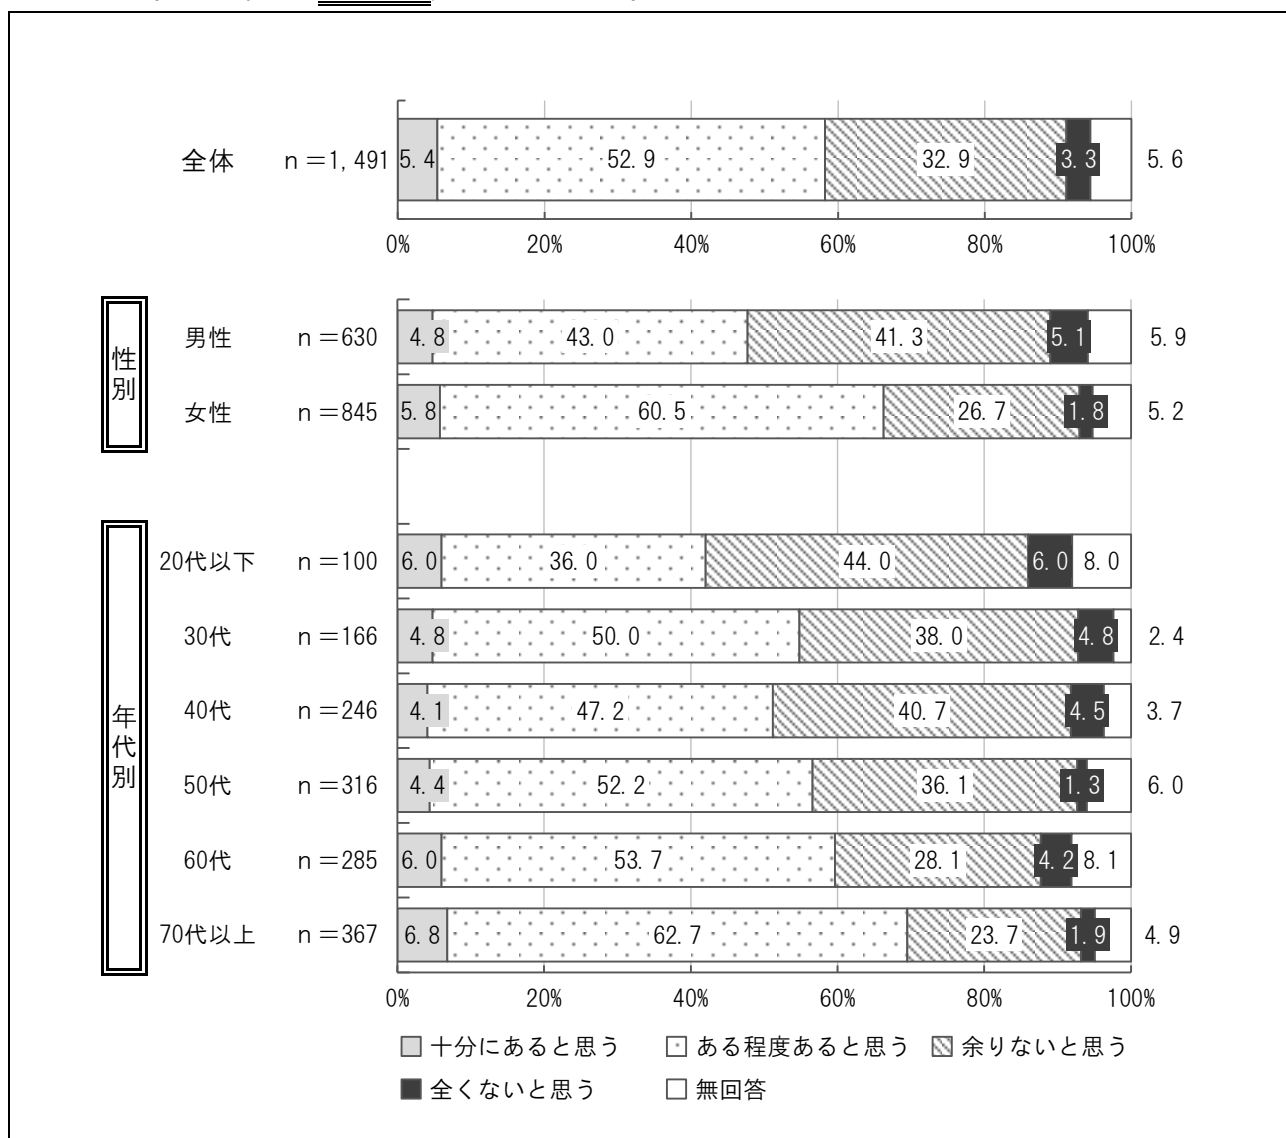 全体 n=1,491 5.4 52.9 32.9 3.3 5.6
0% 20% 40% 60% 80% 100%
性別
男性 n=630 4.8 43.0 41.3 5.1 5.9
女性 n=845 5.8 60.5 26.7 1.8 5.2
年代別
20代以下 n=100 6.0 36.0 44.0 6.0 8.0
30代 n=166 4.8 50.0 38.0 4.8 2.4
40代 n=246 4.1 47.2 40.7 4.5 3.7
50代 n=316 4.4 52.2 36.1 1.3 6.0
60代 n=285 6.0 53.7 28.1 4.2 8.1
70代以上 n=367 6.8 62.7 23.7 1.9 4.9
0% 20% 40% 60% 80% 100%
十分にあると思う ある程度あると思う 余りないと思う
全くないと思う 無回答